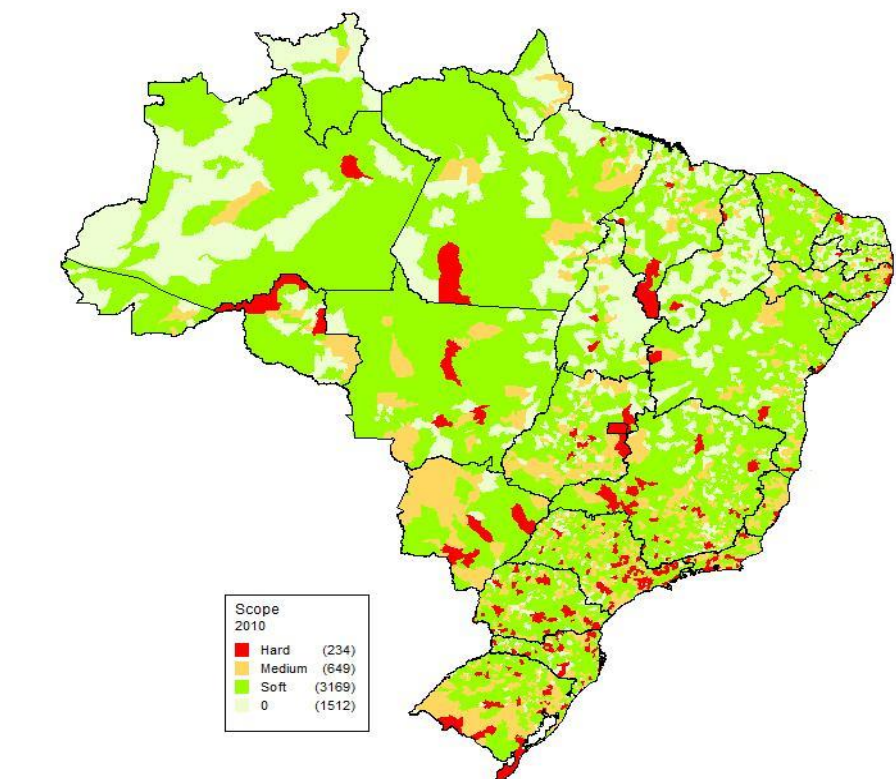 Scope
2010
Hard (234)
Medium (649)
Soft (3169)
0 (1512)